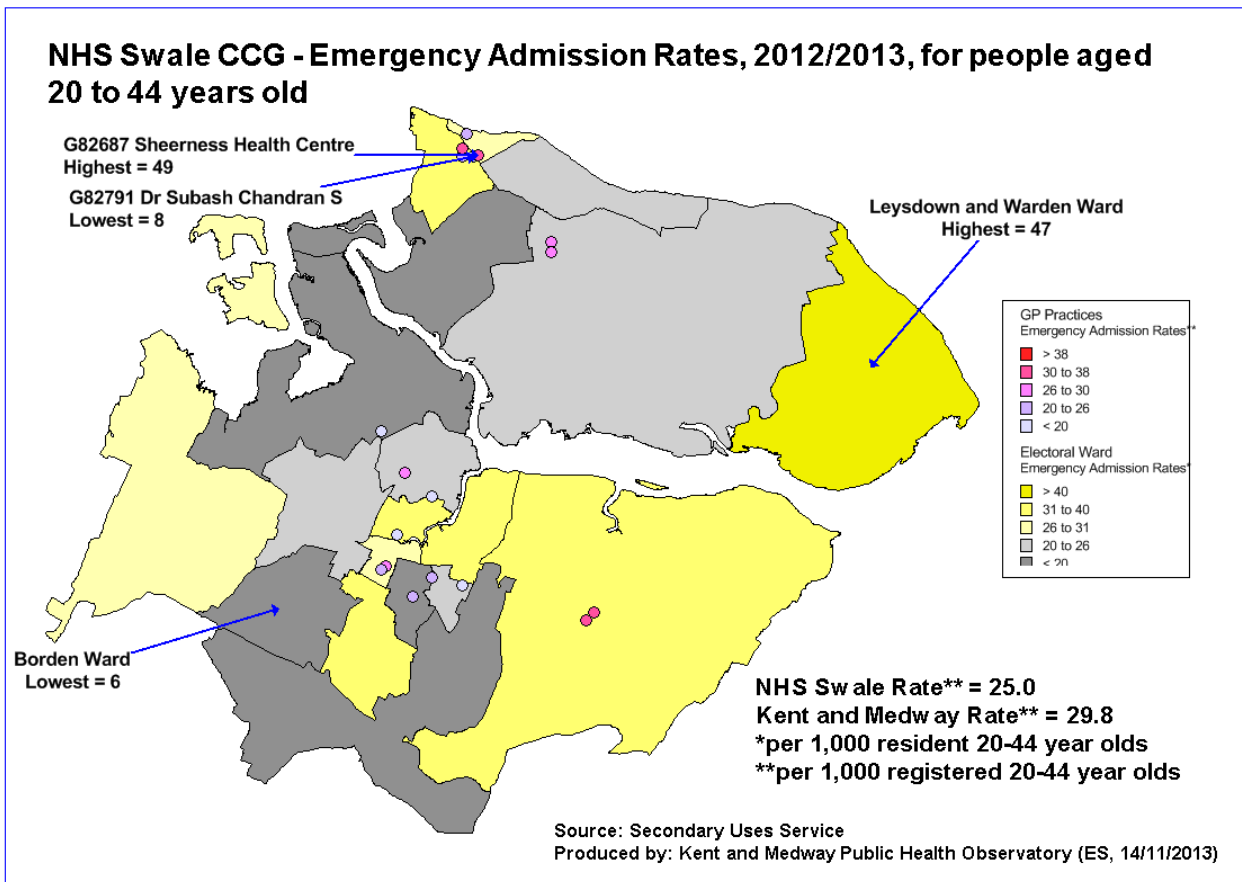 NHS Swale CCG - Emergency Admission Rates, 2012/2013, for people aged
20 to 44 years old
G82687 Sheerness Health Centre
Highest = 49
G82791 Dr Subash Chandran S
Lowest = 8
Leysdown and Warden Ward
Highest = 47
GP Practices
Emergency Admission Rates**
> 38
30 to 38
26 to 30
20 to 26
< 20
Electoral Ward
Emergency Admission Rates*
> 40
31 to 40
26 to 31
20 to 26
< 20
Borden Ward
Lowest = 6
NHS Swale Rate** = 25.0
Kent and Medway Rate** = 29.8
*per 1,000 resident 20-44 year olds
**per 1,000 registered 20-44 year olds
Source: Secondary Uses Service
Produced by: Kent and Medway Public Health Observatory (ES, 14/11/2013)